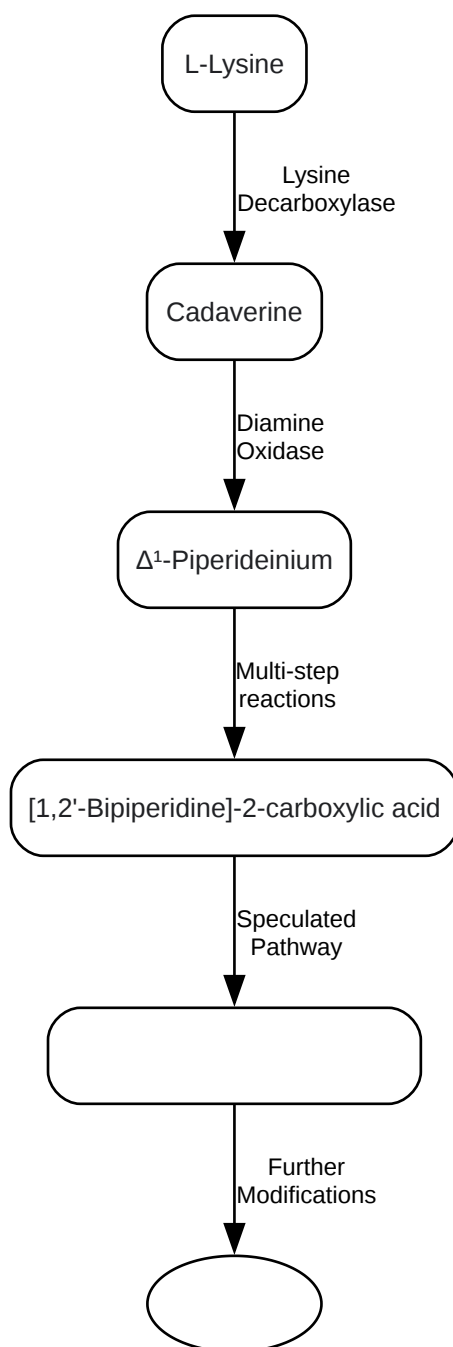 L-Lysine
Lysine
Decarboxylase
Cadaverine
Diamine
Oxidase
Δ¹-Piperideinium
Multi-step
reactions
[1,2'-Bipiperidine]-2-carboxylic acid
Speculated
Pathway
Further
Modifications